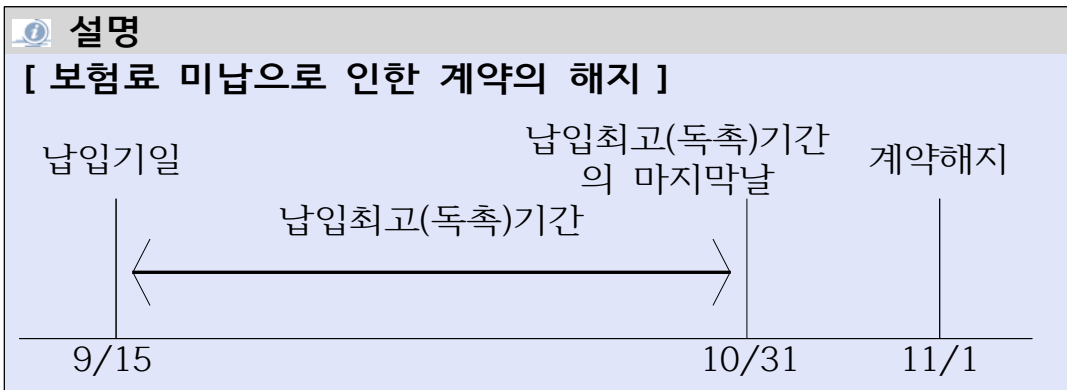 설명
[ 보험료 미납으로 인한 계약의 해지 ]
납입기일
납입최고(독촉)기간
의 마지막날
계약해지
납입최고(독촉)기간
9/15
10/31
11/1